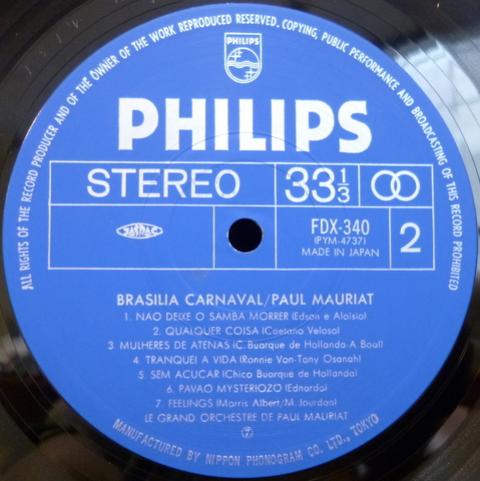 ALL RIGHTS OF THE RECORD PRODUCER AND OF THE OWNER OF THE WORK REPRODUCED RESERVED. COPYING, PUBLIC PERFORMANCE AND BROADCASTING OF THIS RECORD PROHIBITED
PHILIPS
PHILIPS
STEREO 33 1/3
JASRAC FDX-340 2
(PYM-4737)
MADE IN JAPAN
BRASILIA CARNAVAL/PAUL MAURIAT
1. NAO DEIXE O SAMBA MORRER (Edson e Aloisio)
2. QUALQUER COISA (Caetano Veloso)
3. MULHERES DE ATENAS (C. Buarque de Hollanda-A Boal)
4. TRANQUEI A VIDA (Ronnie Von-Tony Osanah)
5. SEM ACUCAR (Chico Buarque de Hollanda)
6. PAVAO MYSTERIOZO (Ednardo)
7. FEELINGS (Morris Albert/M. Jourdan)
LE GRAND ORCHESTRE DE PAUL MAURIAT
7
MANUFACTURED BY NIPPON PHONOGRAM CO. LTD., TOKYO